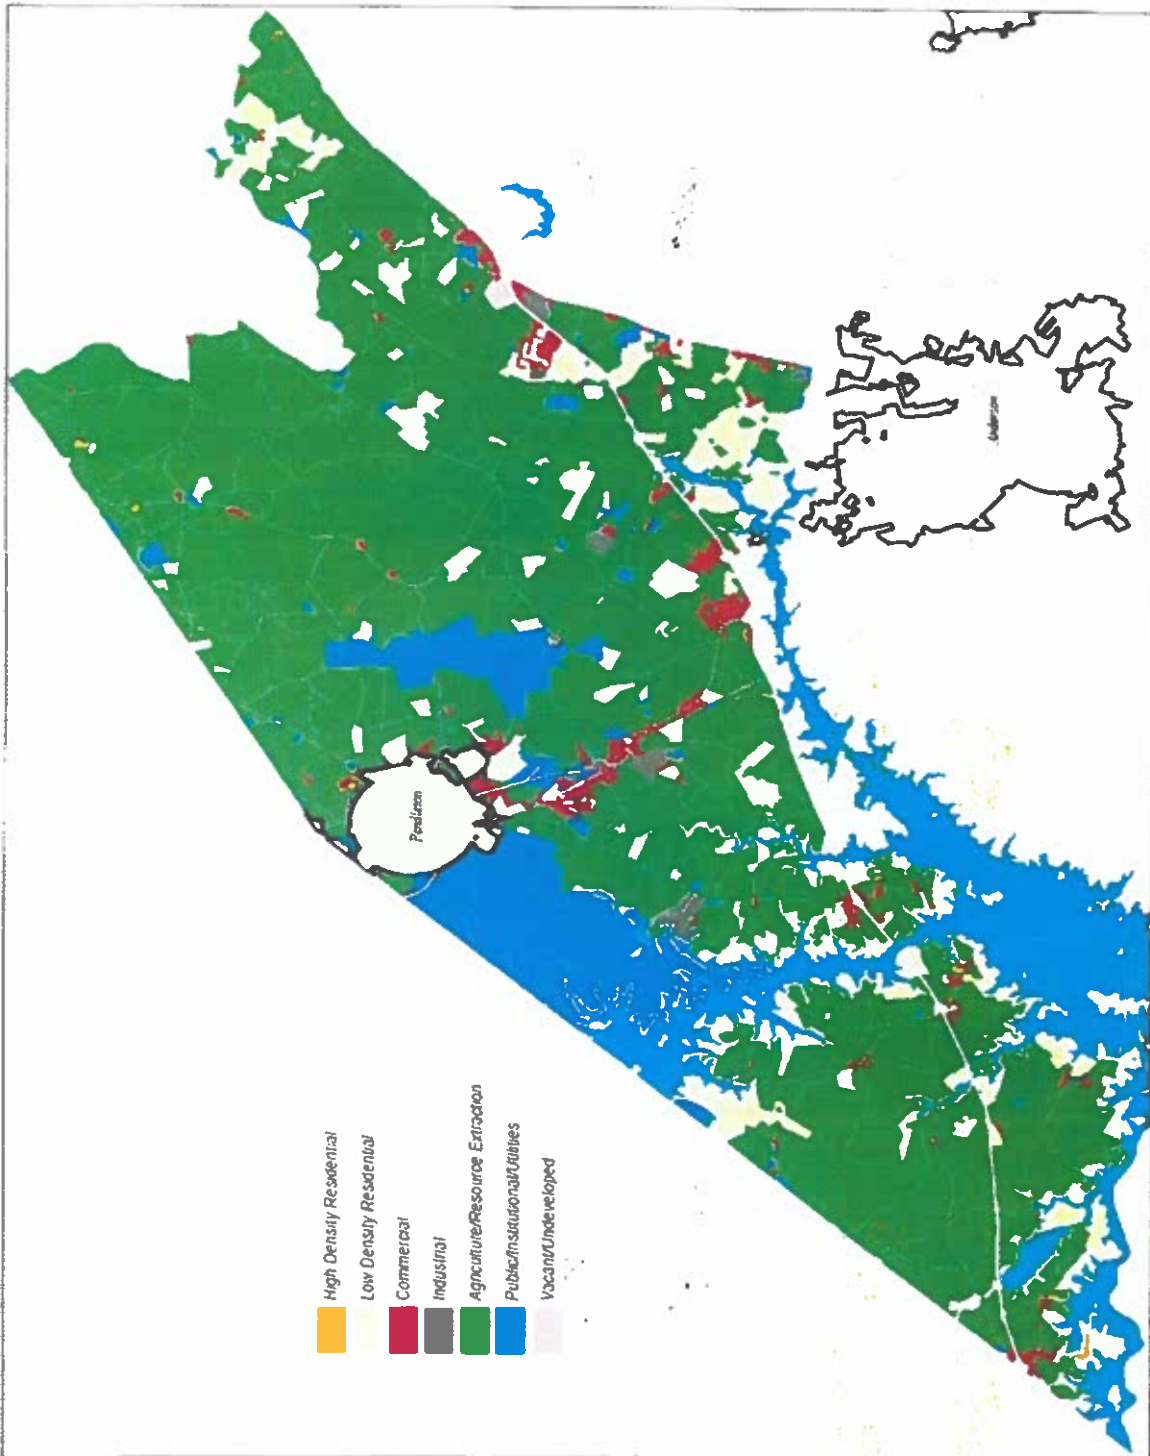 High Density Residential
Low Density Residential
Commercial
Industrial
Agriculture/Resource Extraction
Public/Institutional/Utilities
Vacant/Undeveloped
Pendleton
Anderson